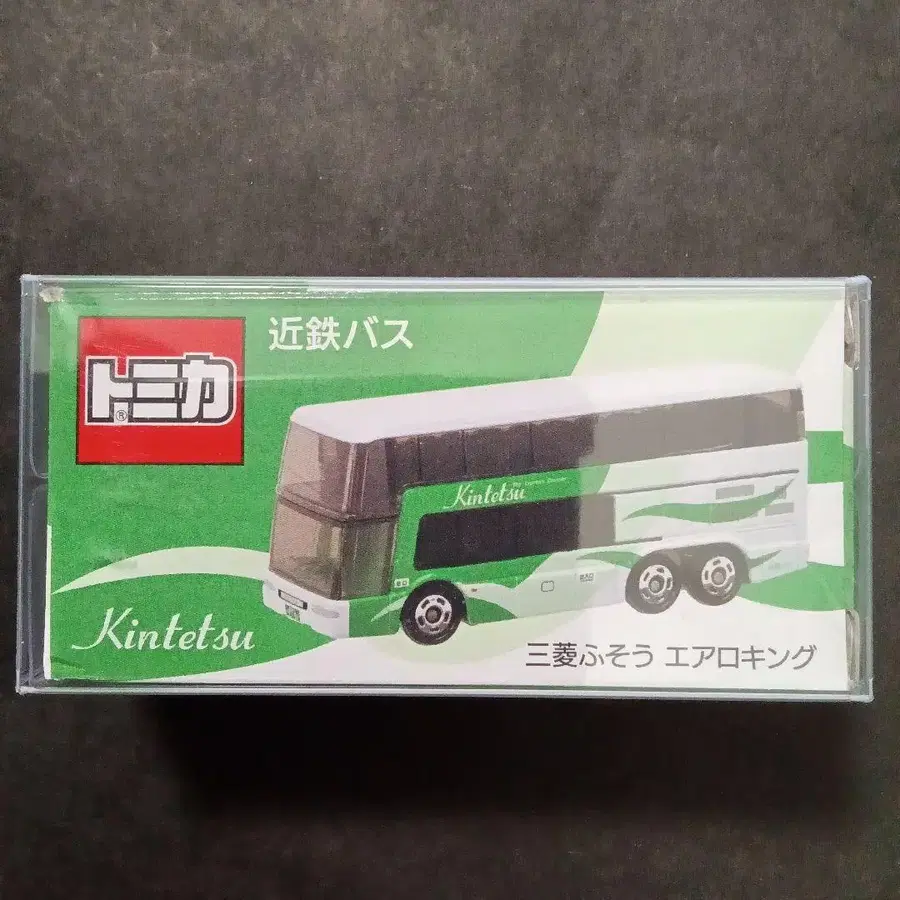 近鉄バス
トミカ®
Kintetsu
Kintetsu
三菱ふそう エアロキング